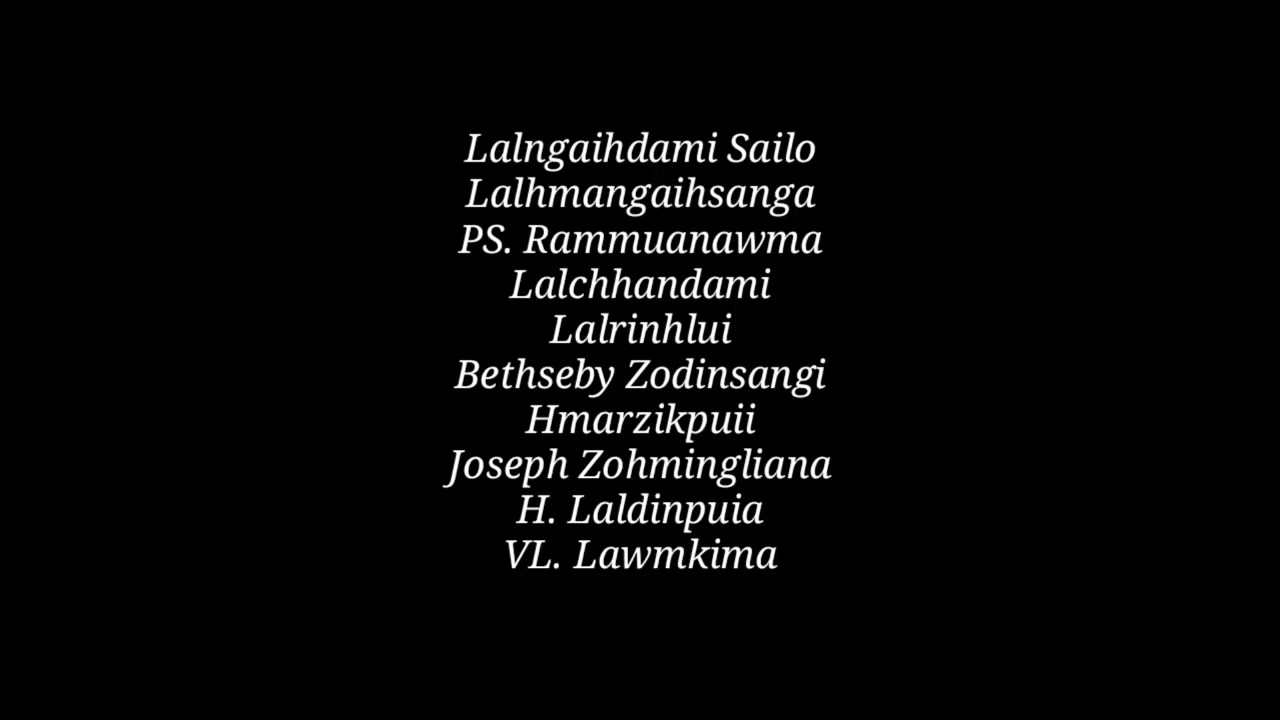 Lalngaihdami Sailo
Lalhmangaihsanga
PS. Rammuanawma
Lalchhandami
Lalrinhlui
Bethseby Zodinsangi
Hmarzikpuii
Joseph Zohmingliana
H. Laldinpuia
VL. Lawmkima